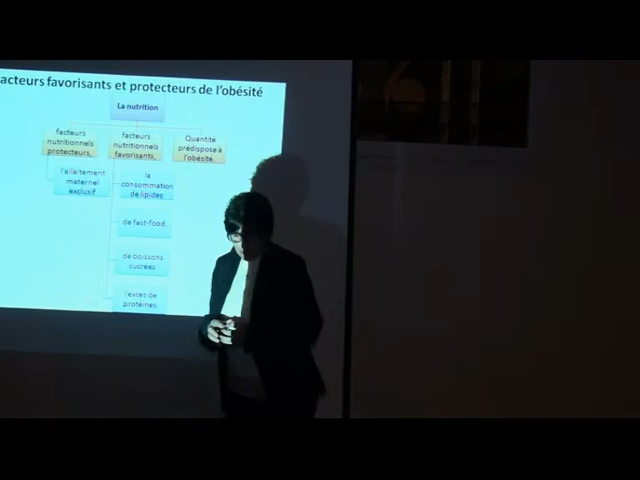 acteurs favorisants et protecteurs de l'obésité
La nutrition
facteurs
nutritionnels
protecteurs,
facteurs
nutritionnels
favorisants,
Quantité
prédispose à
l'obésité.
l'allaitement
maternel
exclusif
la
consommation
de lipides
de fast-food,
de boissons
sucrées
l'excès de
protéines